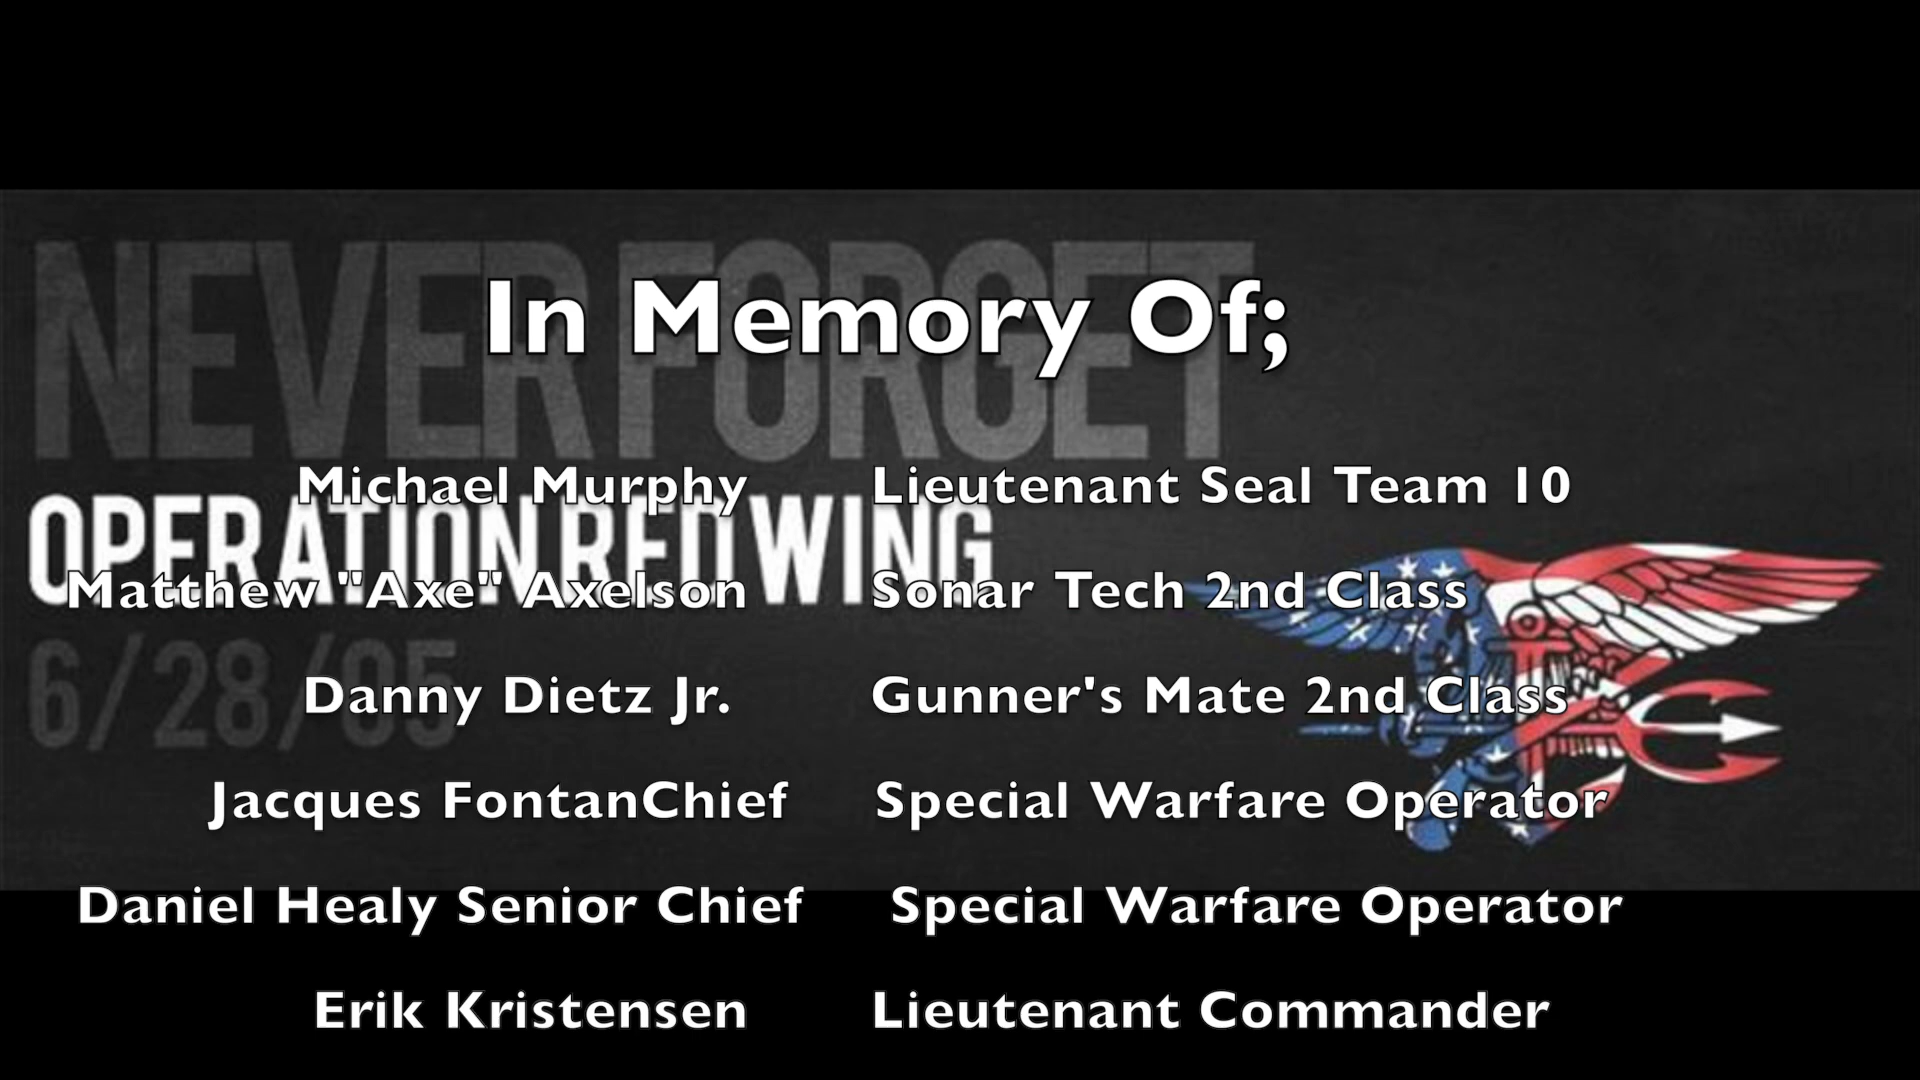 NEVER FORGET
In Memory Of;
Michael Murphy Lieutenant Seal Team 10
OPERATION RED WING
Matthew "Axe" Axelson Sonar Tech 2nd Class
6/28/05
Danny Dietz Jr. Gunner's Mate 2nd Class
Jacques FontanChief Special Warfare Operator
Daniel Healy Senior Chief Special Warfare Operator
Erik Kristensen Lieutenant Commander